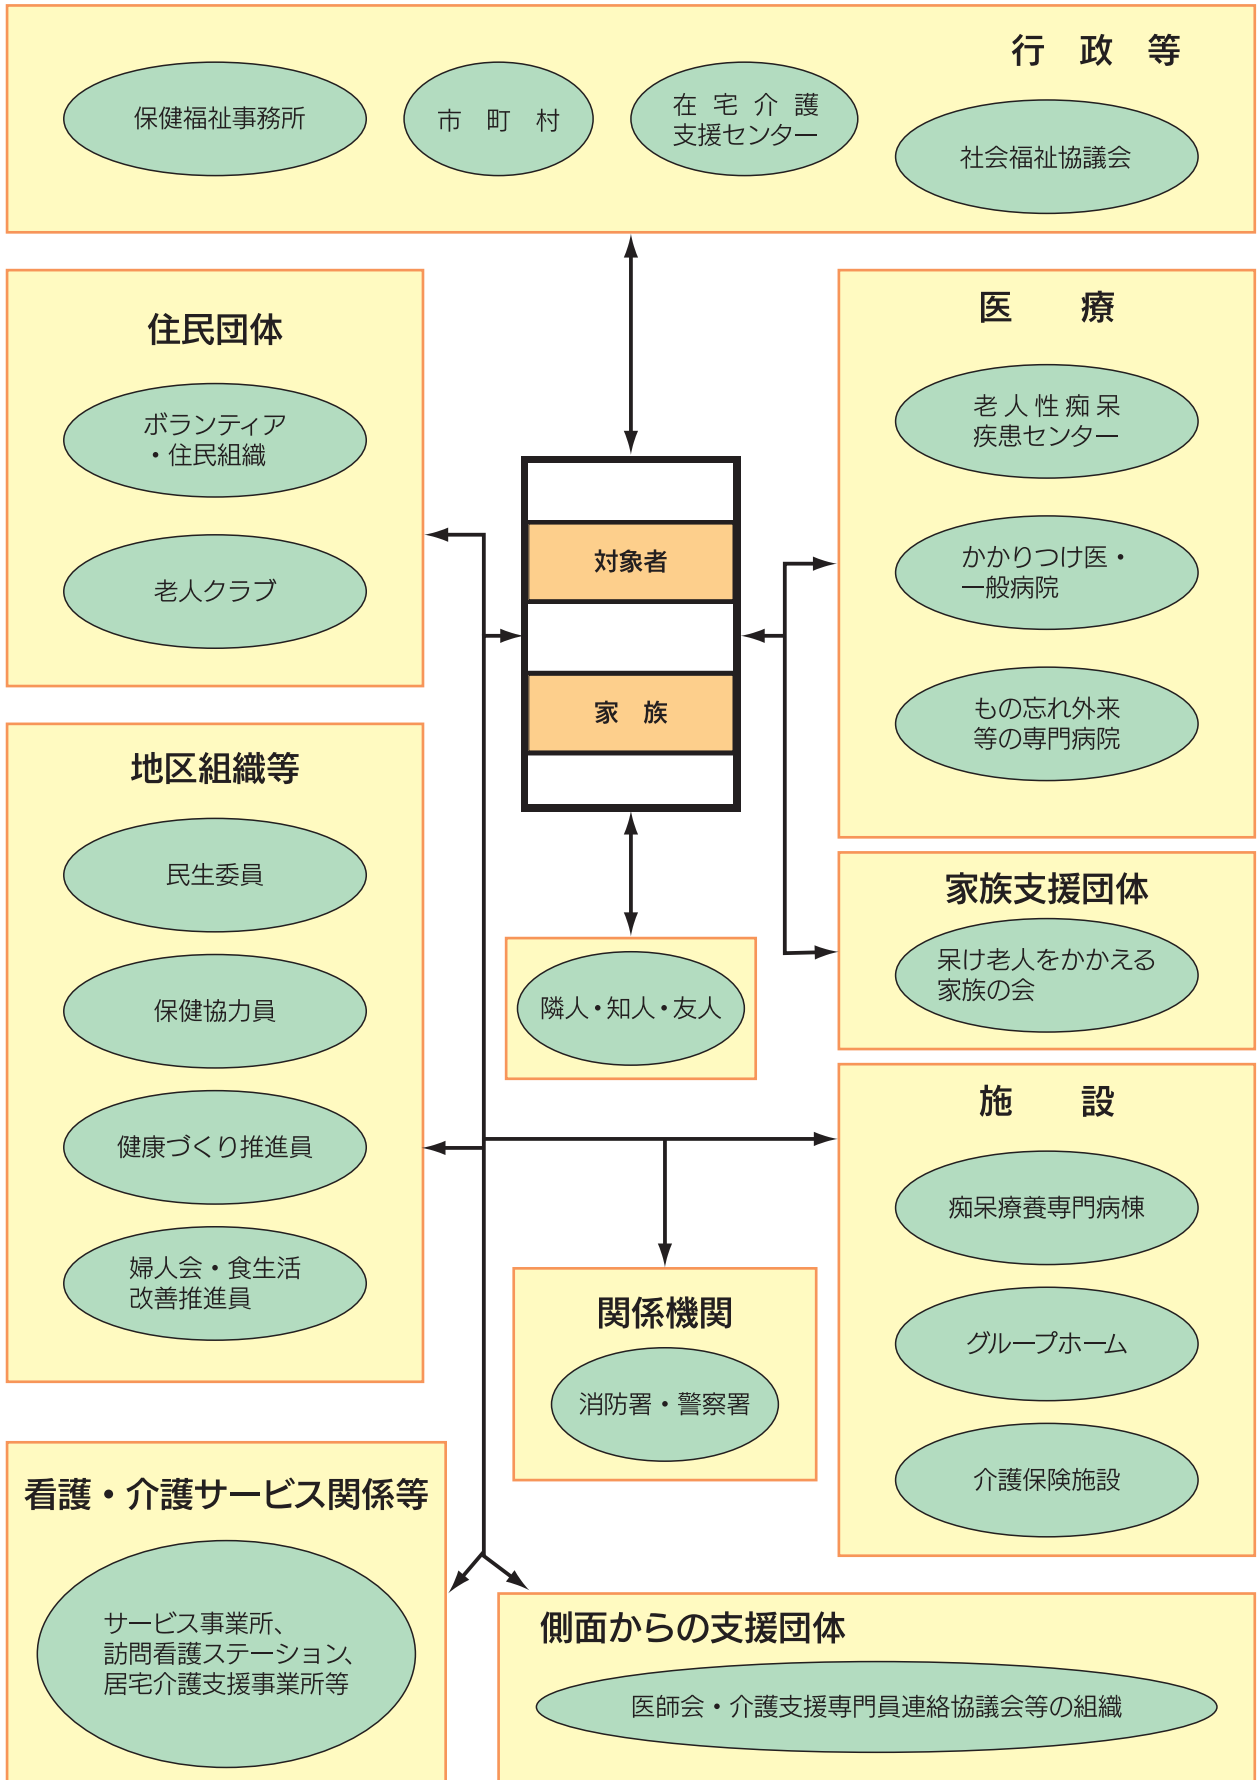 行　政　等
保健福祉事務所
市　町　村
在宅介護
支援センター
社会福祉協議会
住民団体
ボランティア
・住民組織
老人クラブ
医　　療
老人性痴呆
疾患センター
かかりつけ医・
一般病院
もの忘れ外来
等の専門病院
対象者
家　族
地区組織等
民生委員
保健協力員
健康づくり推進員
婦人会・食生活
改善推進員
隣人・知人・友人
家族支援団体
呆け老人をかかえる
家族の会
施　　設
痴呆療養専門病棟
グループホーム
介護保険施設
関係機関
消防署・警察署
看護・介護サービス関係等
サービス事業所、
訪問看護ステーション、
居宅介護支援事業所等
側面からの支援団体
医師会・介護支援専門員連絡協議会等の組織